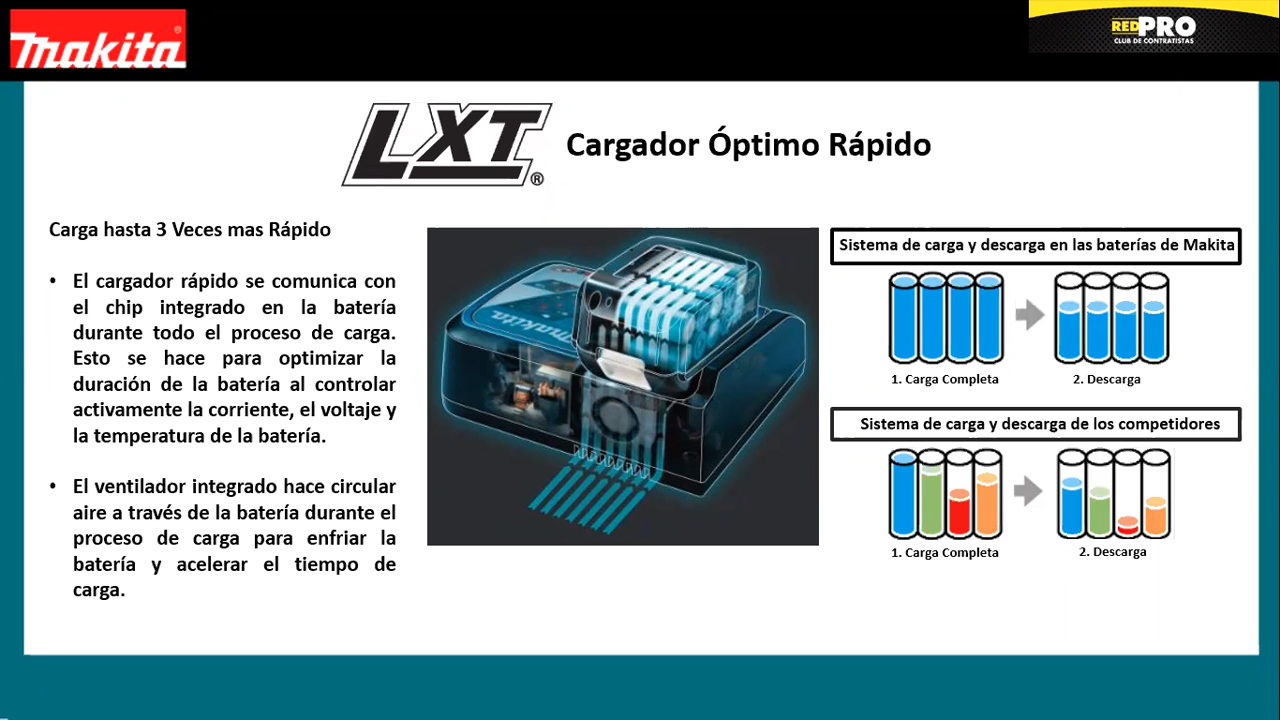 makita®
REDPRO
CLUB DE CONTRATISTAS
LXT®
Cargador Óptimo Rápido
Carga hasta 3 Veces mas Rápido
• El cargador rápido se comunica con
el chip integrado en la batería
durante todo el proceso de carga.
Esto se hace para optimizar la
duración de la batería al controlar
activamente la corriente, el voltaje y
la temperatura de la batería.
• El ventilador integrado hace circular
aire a través de la batería durante el
proceso de carga para enfriar la
batería y acelerar el tiempo de
carga.
makita
Sistema de carga y descarga en las baterías de Makita
1. Carga Completa
2. Descarga
Sistema de carga y descarga de los competidores
1. Carga Completa
2. Descarga